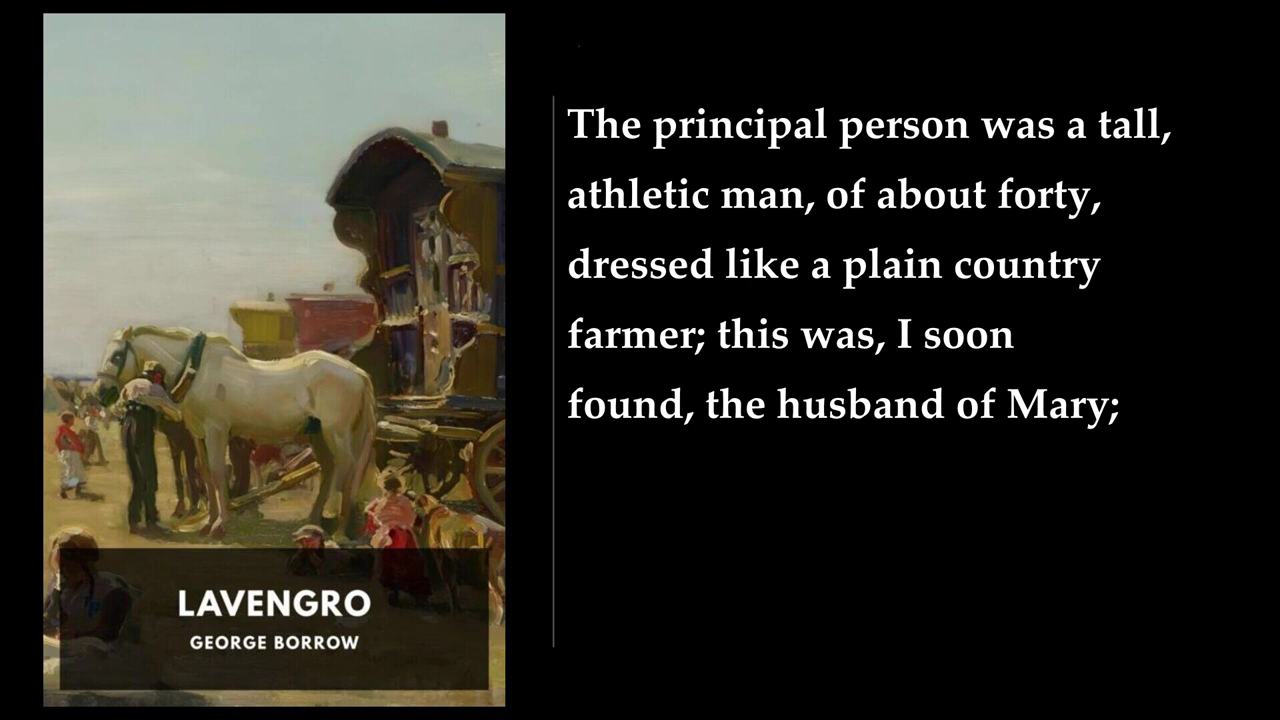 LAVENGRO
GEORGE BORROW
The principal person was a tall,
athletic man, of about forty,
dressed like a plain country
farmer; this was, I soon
found, the husband of Mary;